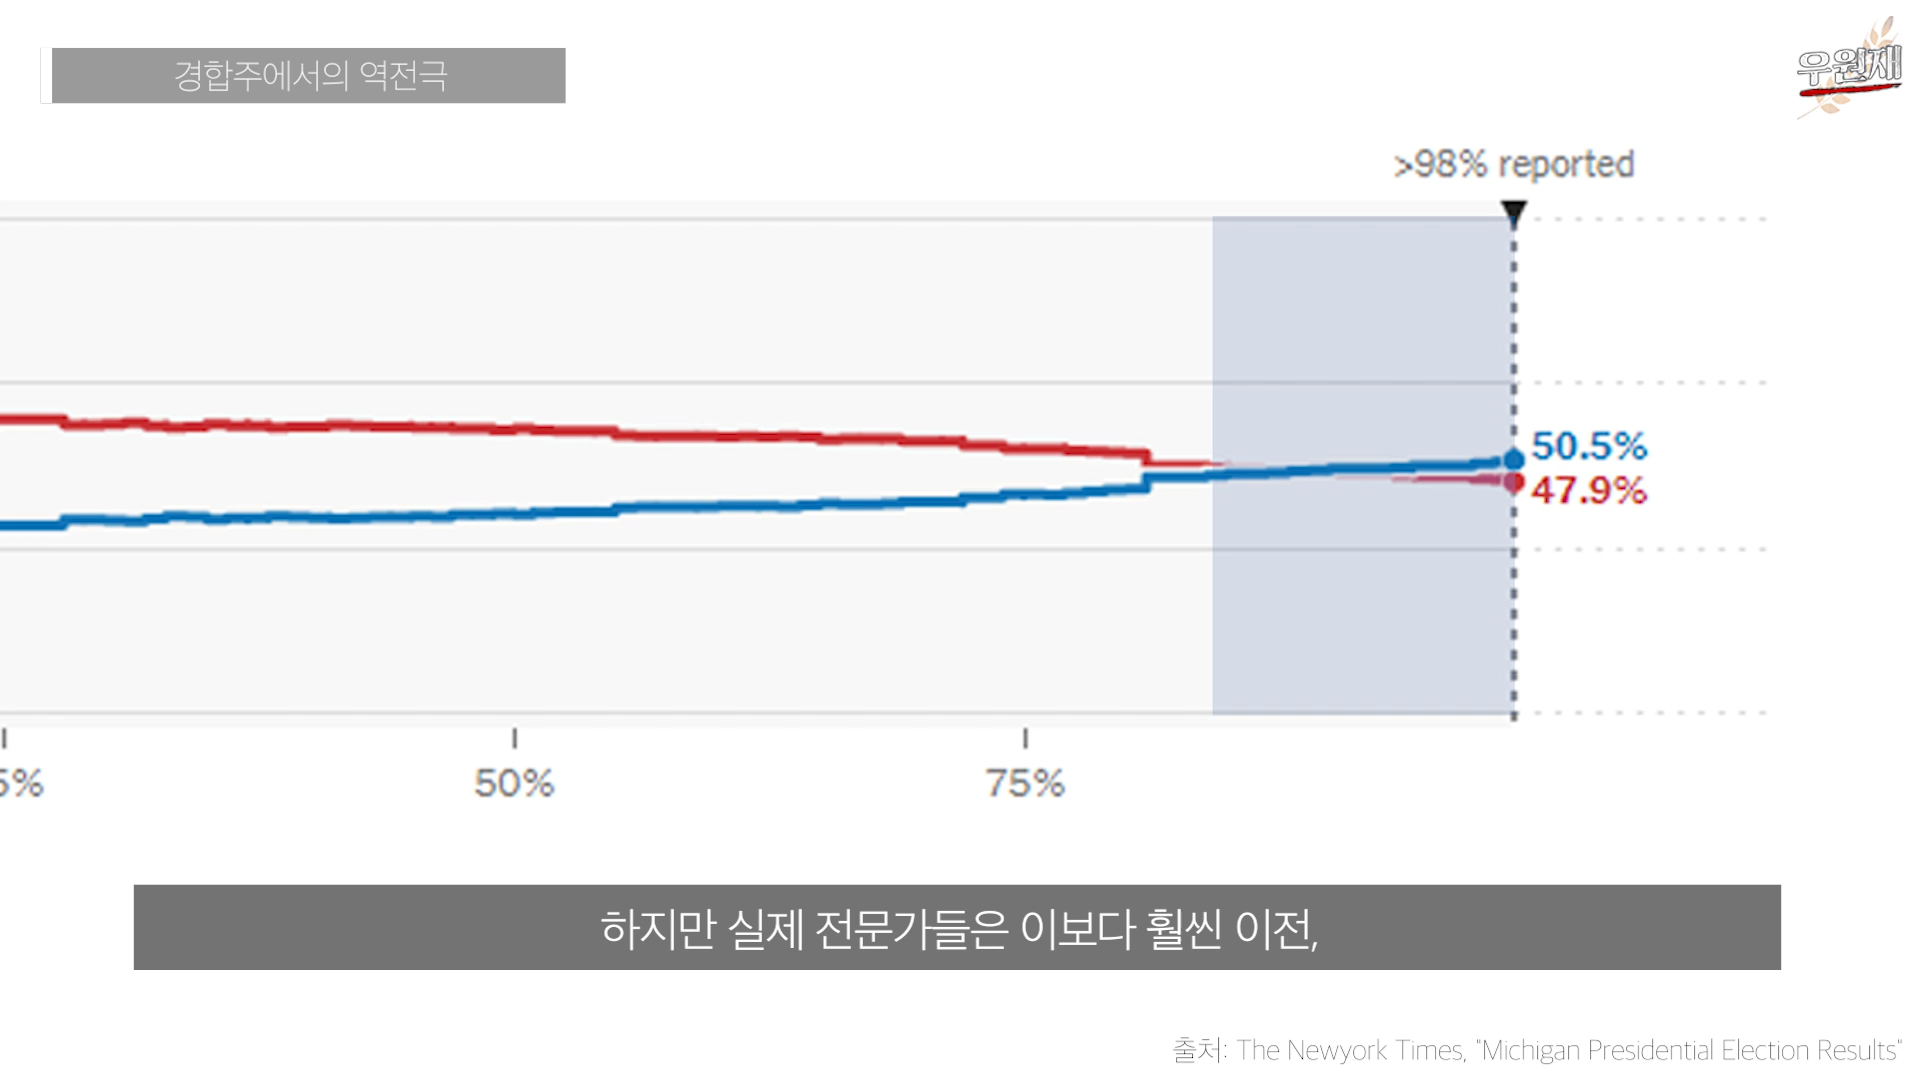 경합주에서의 역전극
우원재
>98% reported
50.5%
47.9%
5%
50%
75%
하지만 실제 전문가들은 이보다 훨씬 이전,
출처: The Newyork Times, "Michigan Presidential Election Results"